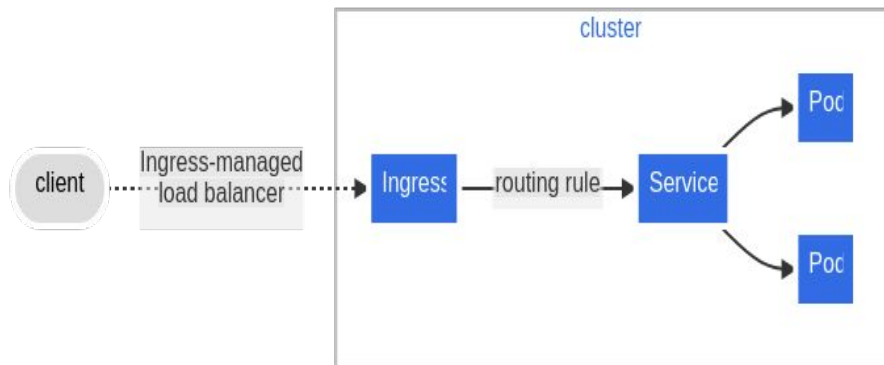 cluster
client
Ingress-managed
load balancer
Ingress
routing rule
Service
Pod
Pod